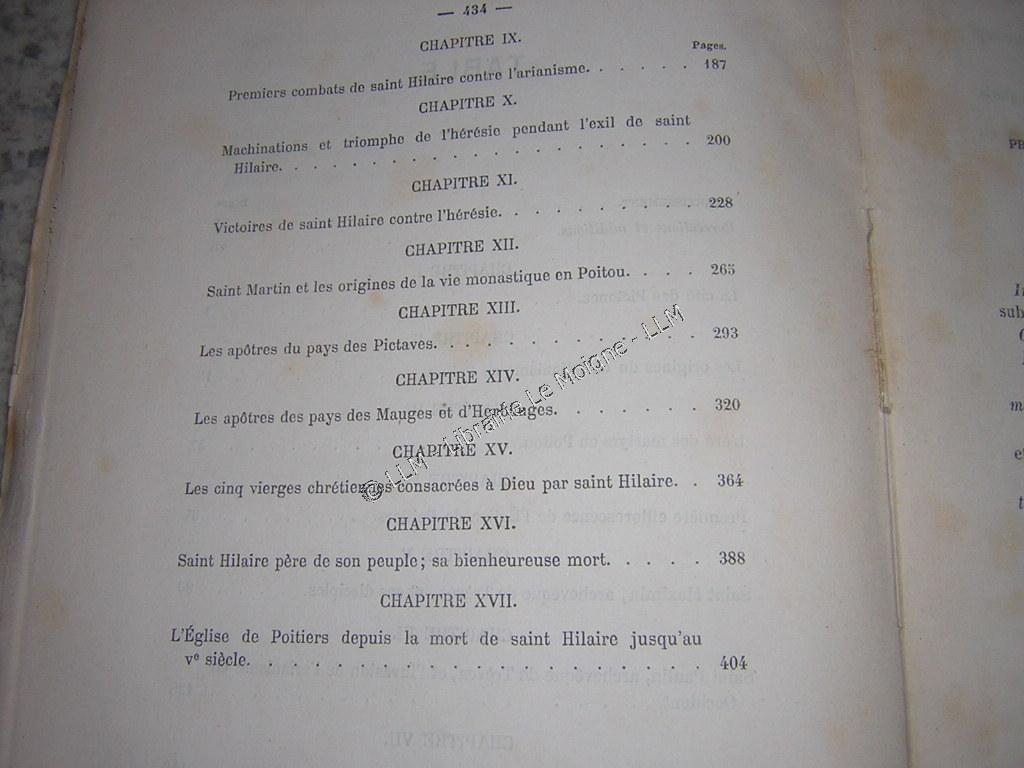 — 434 —
CHAPITRE IX.
Pages.
Premiers combats de saint Hilaire contre l'arianisme. . . . . . 187
CHAPITRE X.
Machinations et triomphe de l'hérésie pendant l'exil de saint
Hilaire. . . . . . . . . . . . . . . . . . . 200
CHAPITRE XI.
Victoires de saint Hilaire contre l'hérésie. . . . . . . . . . 228
CHAPITRE XII.
Saint Martin et les origines de la vie monastique en Poitou. . . . 265
CHAPITRE XIII.
Les apôtres du pays des Pictaves. . . . . . . . . . . . 293
CHAPITRE XIV.
Les apôtres des pays des Mauges et d'Herbauges. . . . . . . 320
CHAPITRE XV.
Les cinq vierges chrétiennes consacrées à Dieu par saint Hilaire. . 364
CHAPITRE XVI.
Saint Hilaire père de son peuple; sa bienheureuse mort. . . . . 388
CHAPITRE XVII.
L'Église de Poitiers depuis la mort de saint Hilaire jusqu'au
Ve siècle. . . . . . . . . . . . . . . . . . . 404
© LLM - Librairie Le Moigne - LLM